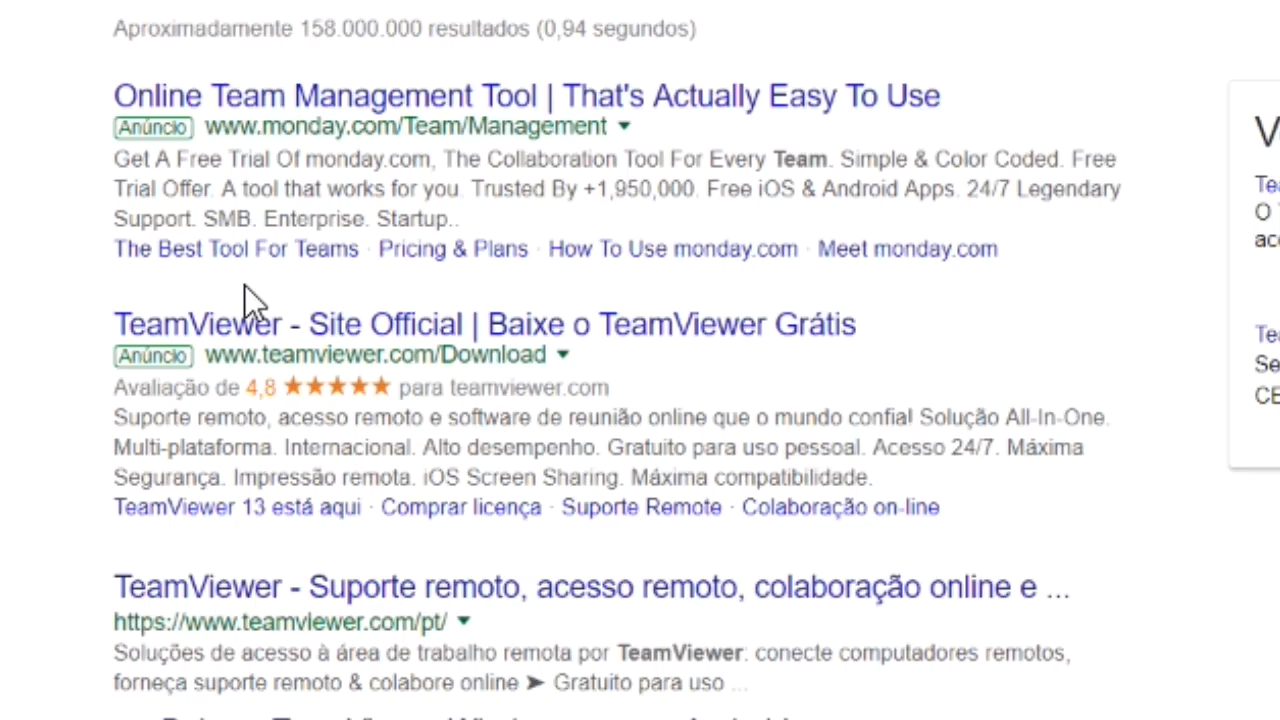 Aproximadamente 158.000.000 resultados (0,94 segundos)
Online Team Management Tool | That's Actually Easy To Use
Anúncio www.monday.com/Team/Management
Get A Free Trial Of monday.com, The Collaboration Tool For Every Team. Simple & Color Coded. Free
Trial Offer. A tool that works for you. Trusted By +1,950,000. Free iOS & Android Apps. 24/7 Legendary
Support. SMB. Enterprise. Startup..
The Best Tool For Teams · Pricing & Plans · How To Use monday.com · Meet monday.com
TeamViewer - Site Official | Baixe o TeamViewer Grátis
Anúncio www.teamviewer.com/Download
Avaliação de 4,8 ★★★★★ para teamviewer.com
Suporte remoto, acesso remoto e software de reunião online que o mundo confia! Solução All-In-One.
Multi-plataforma. Internacional. Alto desempenho. Gratuito para uso pessoal. Acesso 24/7. Máxima
Segurança. Impressão remota. iOS Screen Sharing. Máxima compatibilidade.
TeamViewer 13 está aqui · Comprar licença · Suporte Remote · Colaboração on-line
TeamViewer - Suporte remoto, acesso remoto, colaboração online e ...
https://www.teamviewer.com/pt/
Soluções de acesso à área de trabalho remota por TeamViewer: conecte computadores remotos,
forneça suporte remoto & colabore online ➤ Gratuito para uso ...